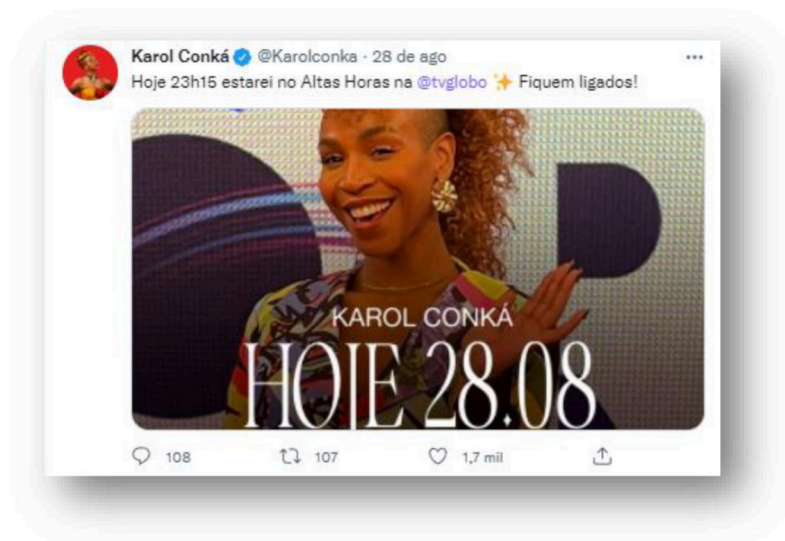 Karol Conká @Karolconka · 28 de ago
Hoje 23h15 estarei no Altas Horas na @tvglobo ✨ Fiquem ligados!
KAROL CONKÁ
HOJE 28.08
108 107 1,7 mil